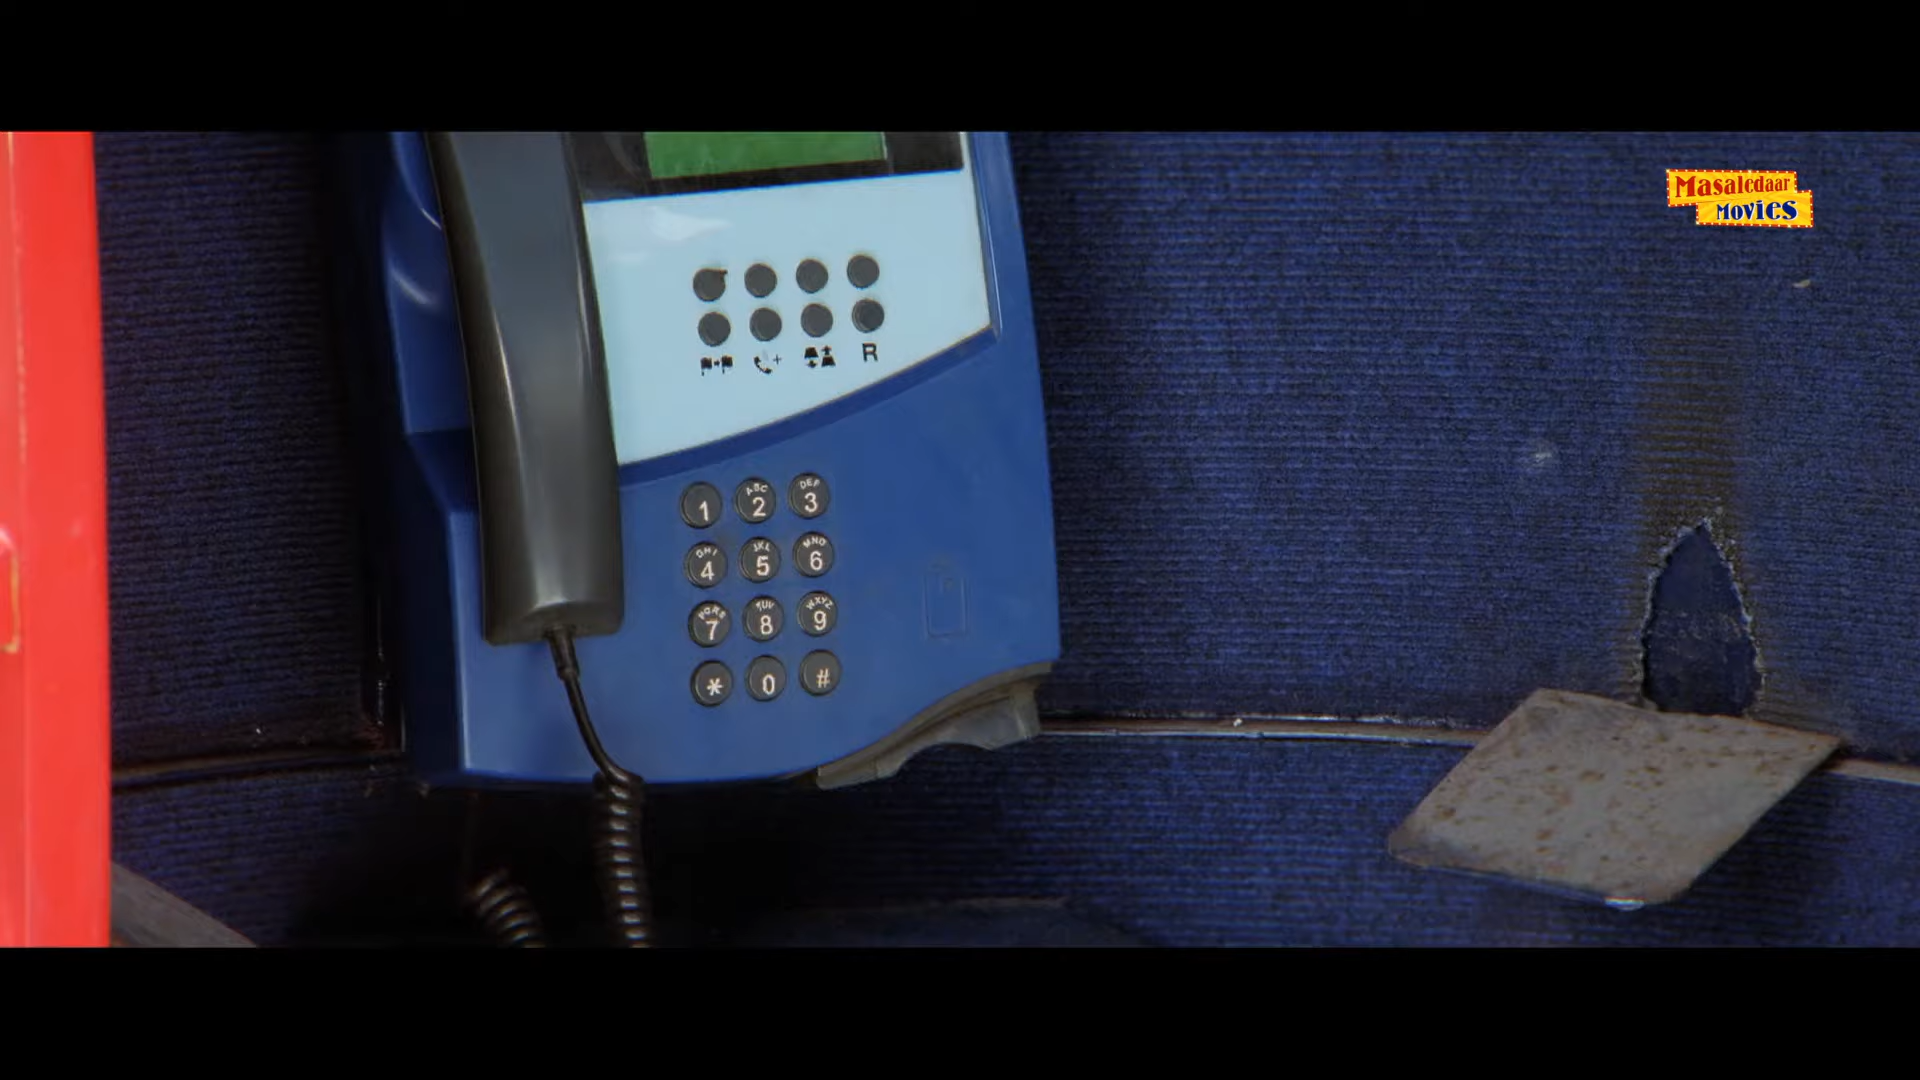 Masaledaar
Movies
R
1
ABC
2
DEF
3
GHI
4
JKL
5
MNO
6
PQRS
7
TUV
8
WXYZ
9
*
0
#